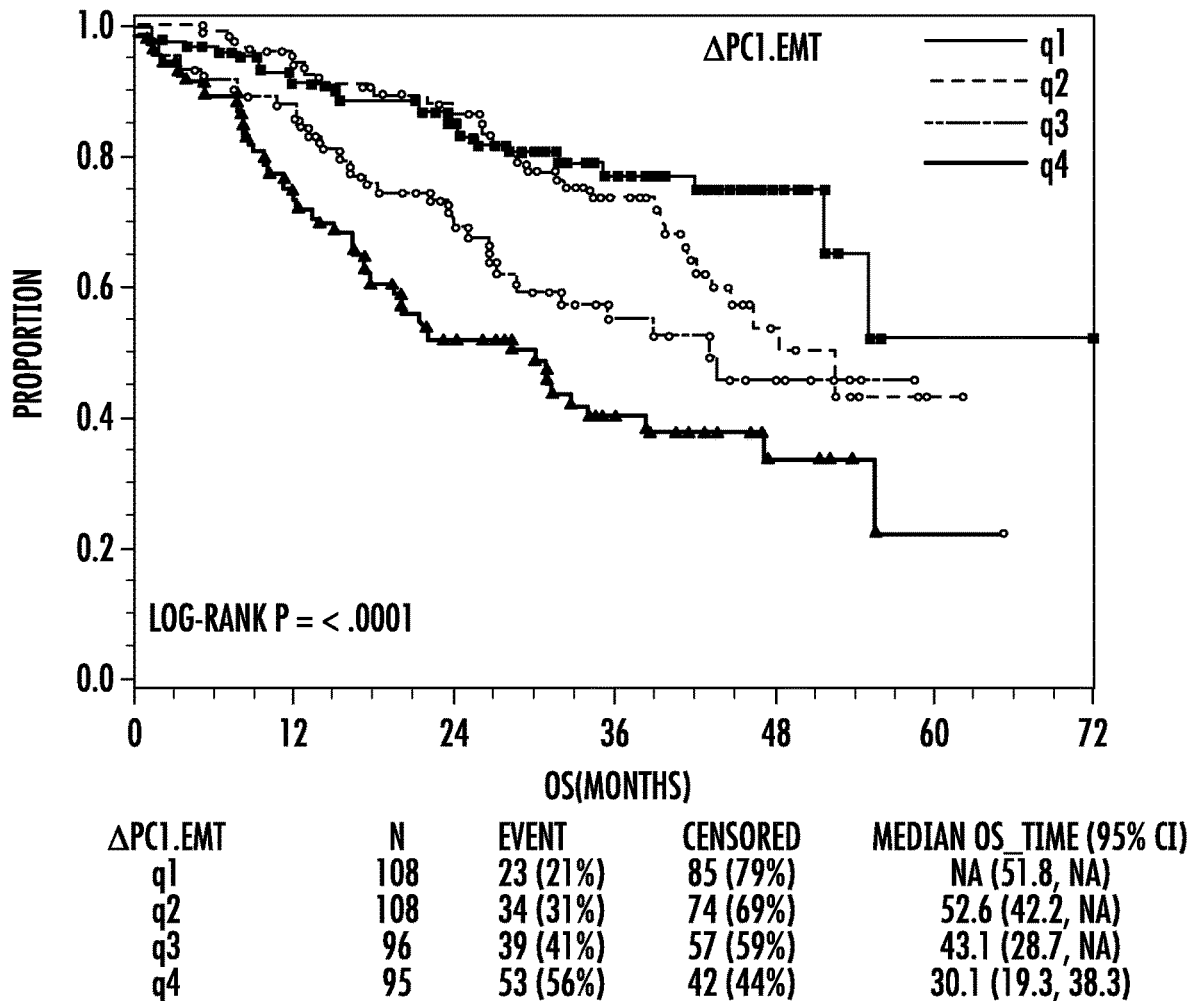 1.0
0.8
0.6
0.4
0.2
0.0
PROPORTION
ΔPC1.EMT
q1
q2
q3
q4
LOG-RANK P = < .0001
0 12 24 36 48 60 72
OS(MONTHS)
ΔPC1.EMT N EVENT CENSORED MEDIAN OS_TIME (95% CI)
q1 108 23 (21%) 85 (79%) NA (51.8, NA)
q2 108 34 (31%) 74 (69%) 52.6 (42.2, NA)
q3 96 39 (41%) 57 (59%) 43.1 (28.7, NA)
q4 95 53 (56%) 42 (44%) 30.1 (19.3, 38.3)